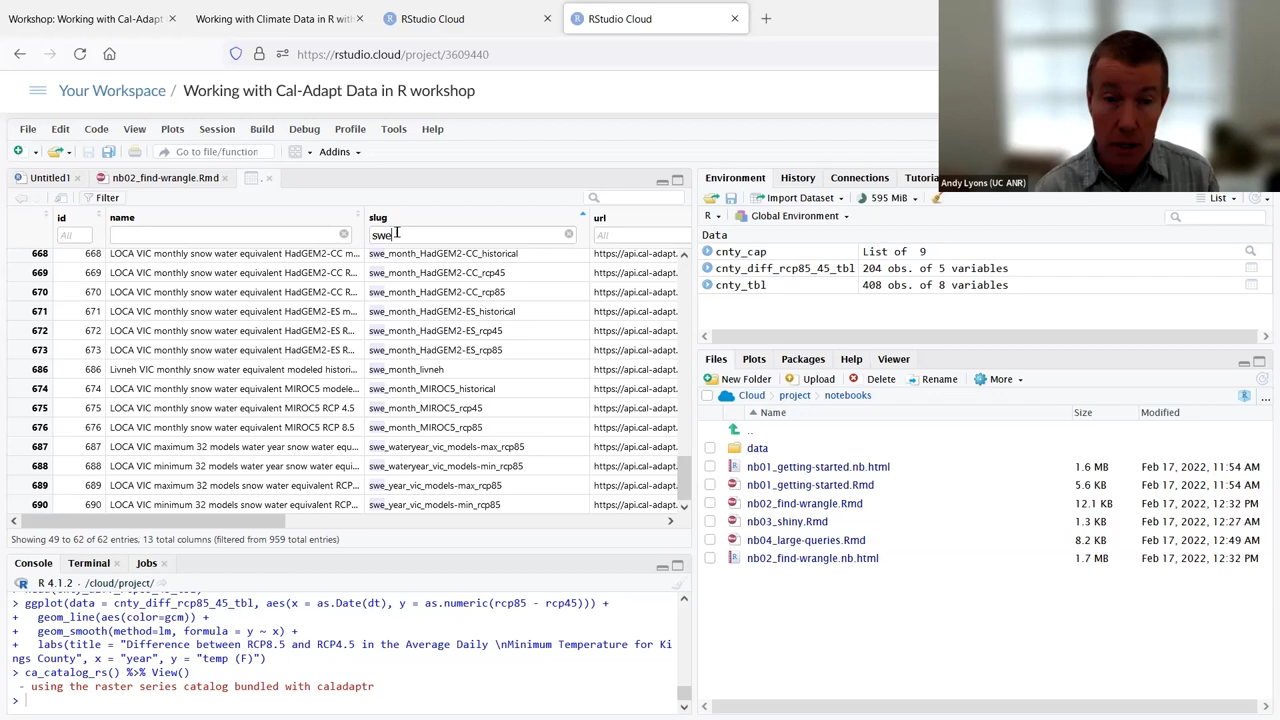 Workshop: Working with Cal-Adapt
Working with Climate Data in R wit
RStudio Cloud
RStudio Cloud
https://rstudio.cloud/project/3609440
Your Workspace / Working with Cal-Adapt Data in R workshop
File Edit Code View Plots Session Build Debug Profile Tools Help
Go to file/function
Addins
Untitled1
nb02_find-wrangle.Rmd
.
Filter
id name slug url
All swe All
668 668 LOCA VIC monthly snow water equivalent HadGEM2-CC m... swe_month_HadGEM2-CC_historical https://api.cal-adapt.
669 669 LOCA VIC monthly snow water equivalent HadGEM2-CC R... swe_month_HadGEM2-CC_rcp45 https://api.cal-adapt.
670 670 LOCA VIC monthly snow water equivalent HadGEM2-CC R... swe_month_HadGEM2-CC_rcp85 https://api.cal-adapt.
671 671 LOCA VIC monthly snow water equivalent HadGEM2-ES m... swe_month_HadGEM2-ES_historical https://api.cal-adapt.
672 672 LOCA VIC monthly snow water equivalent HadGEM2-ES R... swe_month_HadGEM2-ES_rcp45 https://api.cal-adapt.
673 673 LOCA VIC monthly snow water equivalent HadGEM2-ES R... swe_month_HadGEM2-ES_rcp85 https://api.cal-adapt.
686 686 Livneh VIC monthly snow water equivalent modeled histori... swe_month_livneh https://api.cal-adapt.
674 674 LOCA VIC monthly snow water equivalent MIROC5 modele... swe_month_MIROC5_historical https://api.cal-adapt.
675 675 LOCA VIC monthly snow water equivalent MIROC5 RCP 4.5 swe_month_MIROC5_rcp45 https://api.cal-adapt.
676 676 LOCA VIC monthly snow water equivalent MIROC5 RCP 8.5 swe_month_MIROC5_rcp85 https://api.cal-adapt.
687 687 LOCA VIC maximum 32 models water year snow water equ... swe_wateryear_vic_models-max_rcp85 https://api.cal-adapt.
688 688 LOCA VIC minimum 32 models water year snow water equi... swe_wateryear_vic_models-min_rcp85 https://api.cal-adapt.
689 689 LOCA VIC maximum 32 models snow water equivalent RCP... swe_year_vic_models-max_rcp85 https://api.cal-adapt.
690 690 LOCA VIC minimum 32 models snow water equivalent RCP... swe_year_vic_models-min_rcp85 https://api.cal-adapt.
Showing 49 to 62 of 62 entries, 13 total columns (filtered from 959 total entries)
Console Terminal Jobs
R 4.1.2 . /cloud/project/
> ggplot(data = cnty_diff_rcp85_45_tbl, aes(x = as.Date(dt), y = as.numeric(rcp85 - rcp45))) +
+ geom_line(aes(color=gcm)) +
+ geom_smooth(method=lm, formula = y ~ x) +
+ labs(title = "Difference between RCP8.5 and RCP4.5 in the Average Daily \nMinimum Temperature for Ki
ngs County", x = "year", y = "temp (F)")
> ca_catalog_rs() %>% View()
- using the raster series catalog bundled with caladaptr
>
Environment History Connections Tutoria
Import Dataset 595 MiB List
R Global Environment
Data
cnty_cap List of 9
cnty_diff_rcp85_45_tbl 204 obs. of 5 variables
cnty_tbl 408 obs. of 8 variables
Files Plots Packages Help Viewer
New Folder Upload Delete Rename More
Cloud project notebooks ...
Name Size Modified
..
data
nb01_getting-started.nb.html 1.6 MB Feb 17, 2022, 11:54 AM
nb01_getting-started.Rmd 5.6 KB Feb 17, 2022, 11:54 AM
nb02_find-wrangle.Rmd 12.1 KB Feb 17, 2022, 12:32 PM
nb03_shiny.Rmd 1.3 KB Feb 17, 2022, 12:27 AM
nb04_large-queries.Rmd 8.2 KB Feb 17, 2022, 12:49 AM
nb02_find-wrangle.nb.html 1.7 MB Feb 17, 2022, 12:32 PM
Andy Lyons (UC ANR)